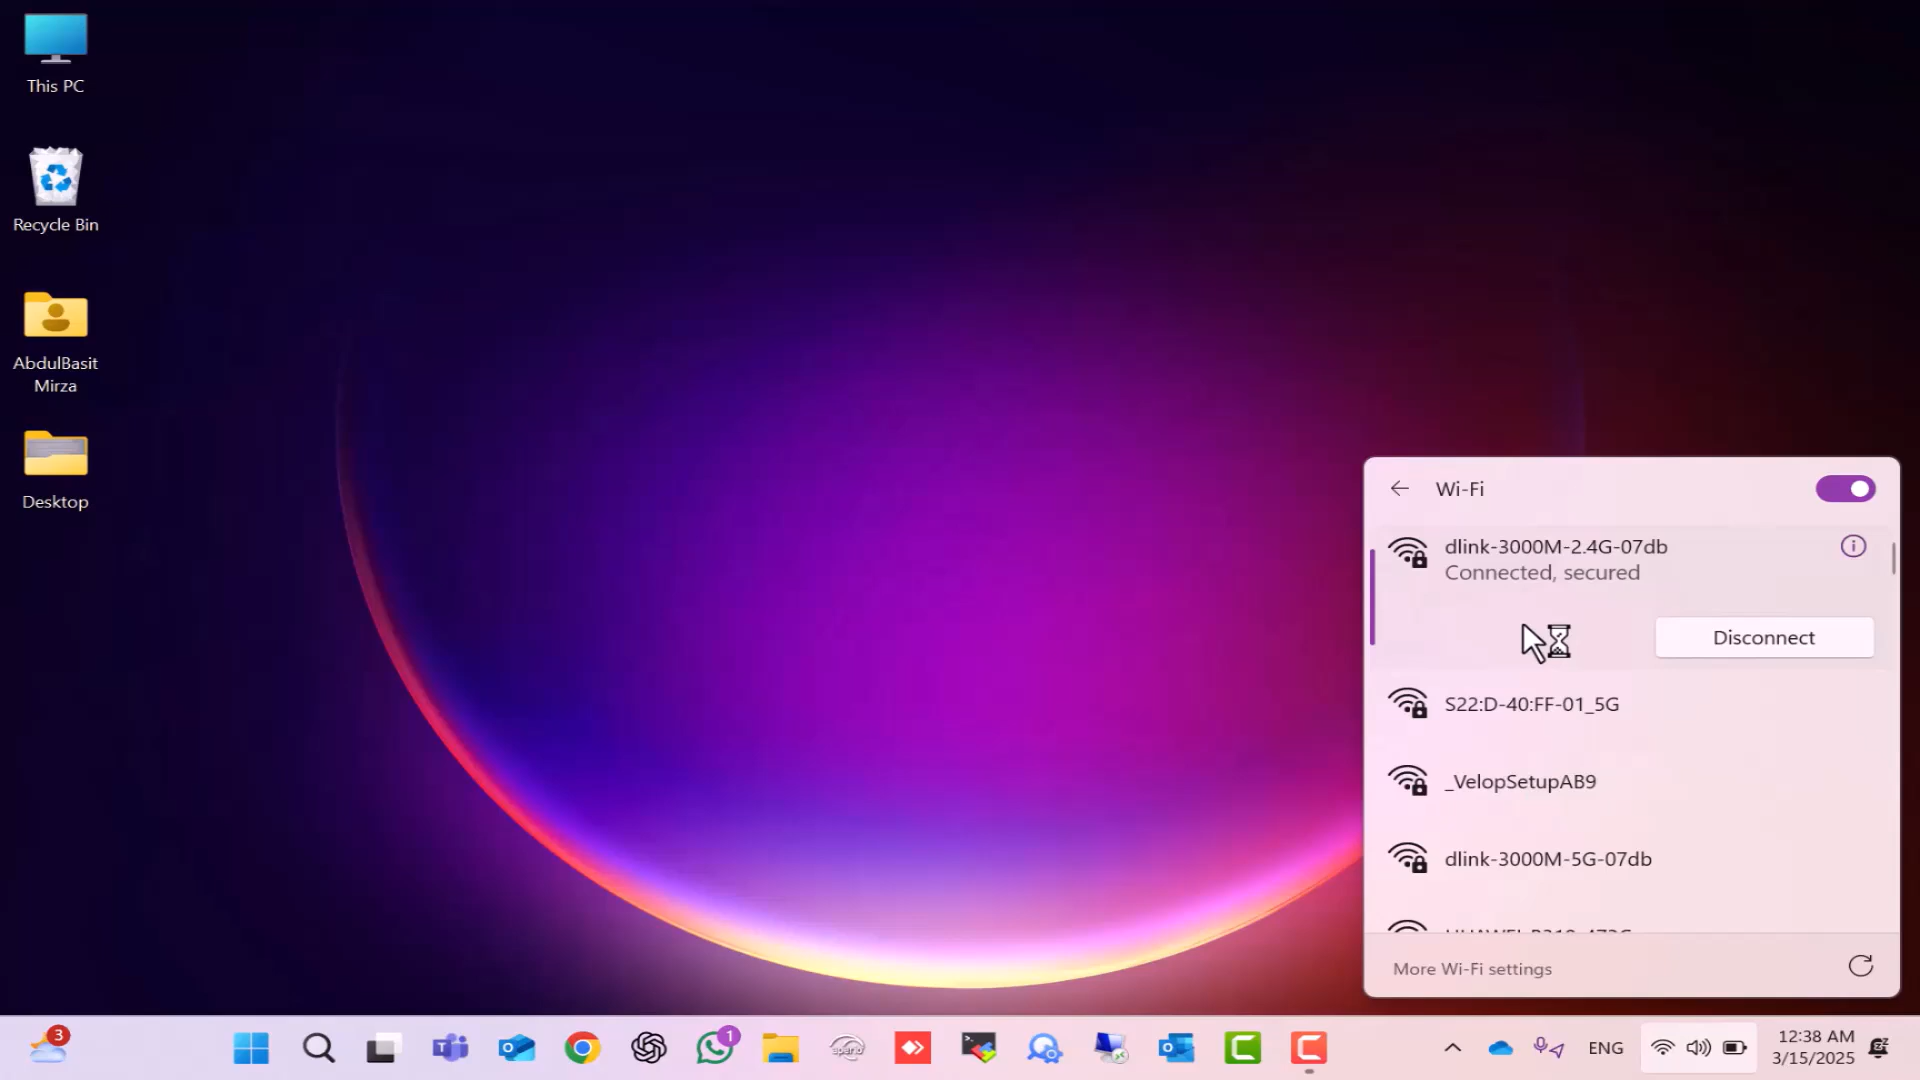 This PC
Recycle Bin
AbdulBasit
Mirza
Desktop
Wi-Fi
dlink-3000M-2.4G-07db
Connected, secured
Disconnect
S22:D-40:FF-01_5G
_VelopSetupAB9
dlink-3000M-5G-07db
More Wi-Fi settings
3
1
ENG
12:38 AM
3/15/2025